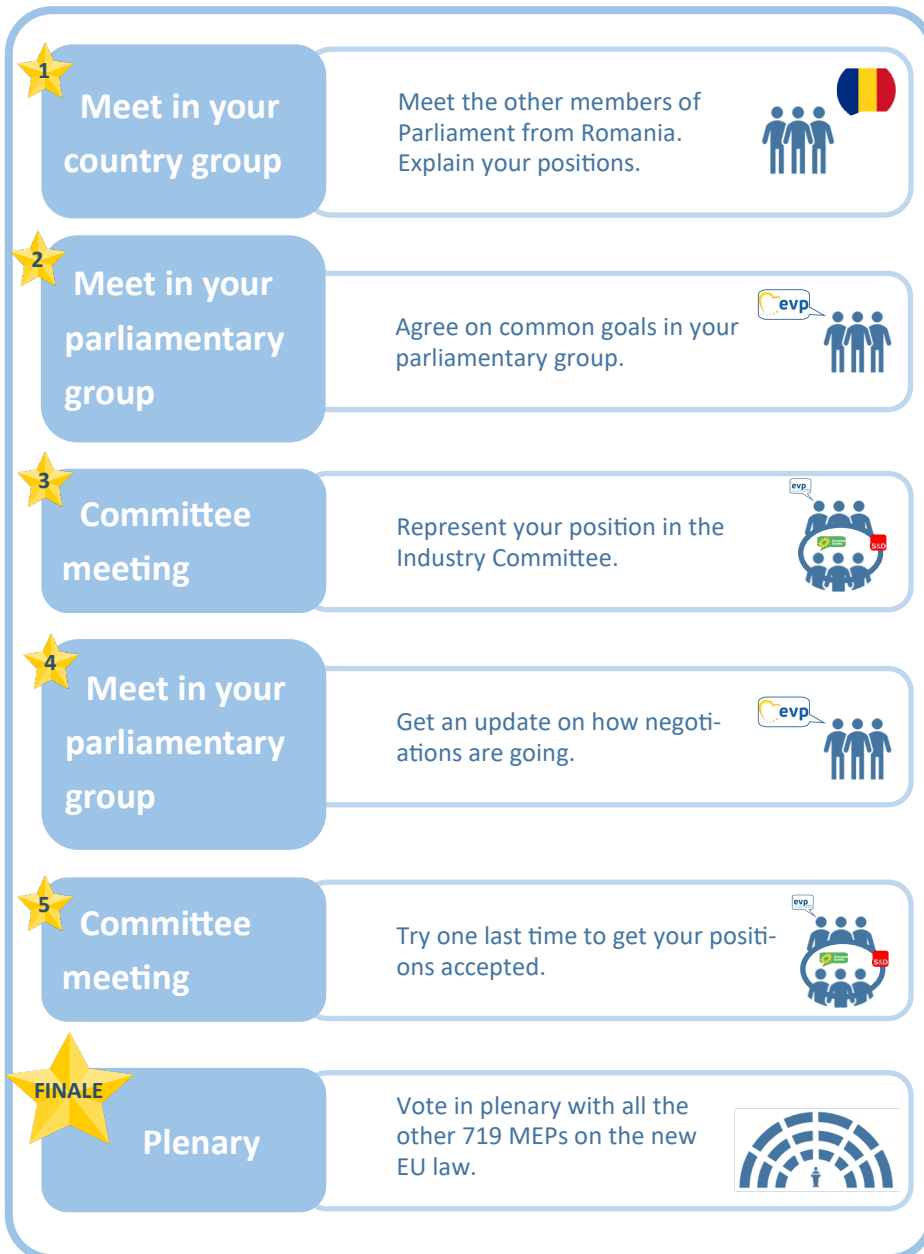 1
Meet in your
country group
Meet the other members of
Parliament from Romania.
Explain your positions.
2
Meet in your
parliamentary
group
Agree on common goals in your
parliamentary group.
evp
3
Committee
meeting
Represent your position in the
Industry Committee.
evp
S&D
4
Meet in your
parliamentary
group
Get an update on how negoti-
ations are going.
evp
5
Committee
meeting
Try one last time to get your positi-
ons accepted.
evp
S&D
FINALE
Plenary
Vote in plenary with all the
other 719 MEPs on the new
EU law.